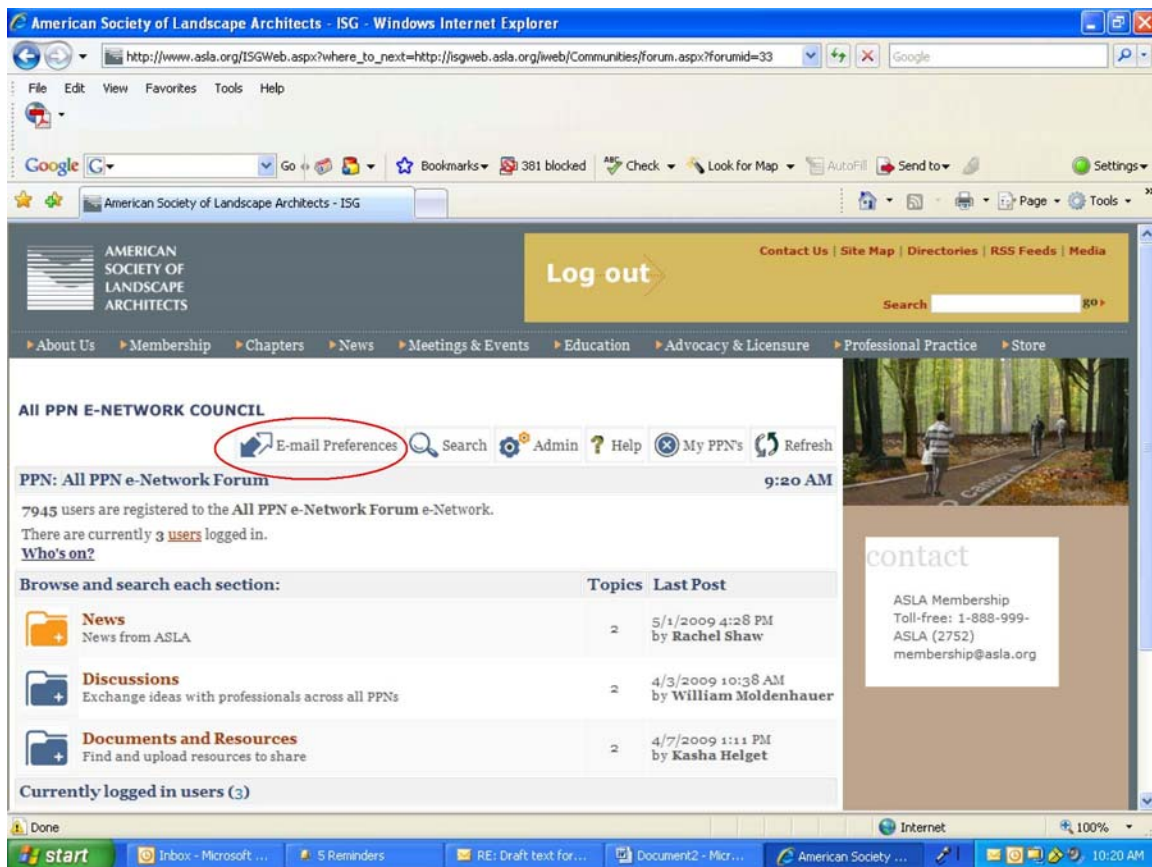 American Society of Landscape Architects - ISG - Windows Internet Explorer
http://www.asla.org/ISGWeb.aspx?where_to_next=http://isgweb.asla.org/iweb/Communities/forum.aspx?forumid=33 Google
File Edit View Favorites Tools Help
Google G Go Bookmarks 381 blocked ABC Check Look for Map AutoFill Send to Settings
American Society of Landscape Architects - ISG Page Tools »
AMERICAN
SOCIETY OF
LANDSCAPE
ARCHITECTS
Log out
Contact Us | Site Map | Directories | RSS Feeds | Media
Search go
About Us Membership Chapters News Meetings & Events Education Advocacy & Licensure Professional Practice Store
All PPN E-NETWORK COUNCIL
E-mail Preferences Search Admin ? Help My PPN's Refresh
PPN: All PPN e-Network Forum 9:20 AM
7945 users are registered to the All PPN e-Network Forum e-Network.
There are currently 3 users logged in.
Who's on?
Browse and search each section: Topics Last Post
News
News from ASLA
2
5/1/2009 4:28 PM
by Rachel Shaw
Discussions
Exchange ideas with professionals across all PPNs
2
4/3/2009 10:38 AM
by William Moldenhauer
Documents and Resources
Find and upload resources to share
2
4/7/2009 1:11 PM
by Kasha Helget
Currently logged in users (3)
contact
ASLA Membership
Toll-free: 1-888-999-
ASLA (2752)
membership@asla.org
Done Internet 100%
start Inbox - Microsoft ... 5 Reminders RE: Draft text for... Document2 - Micr... American Society ... 10:20 AM